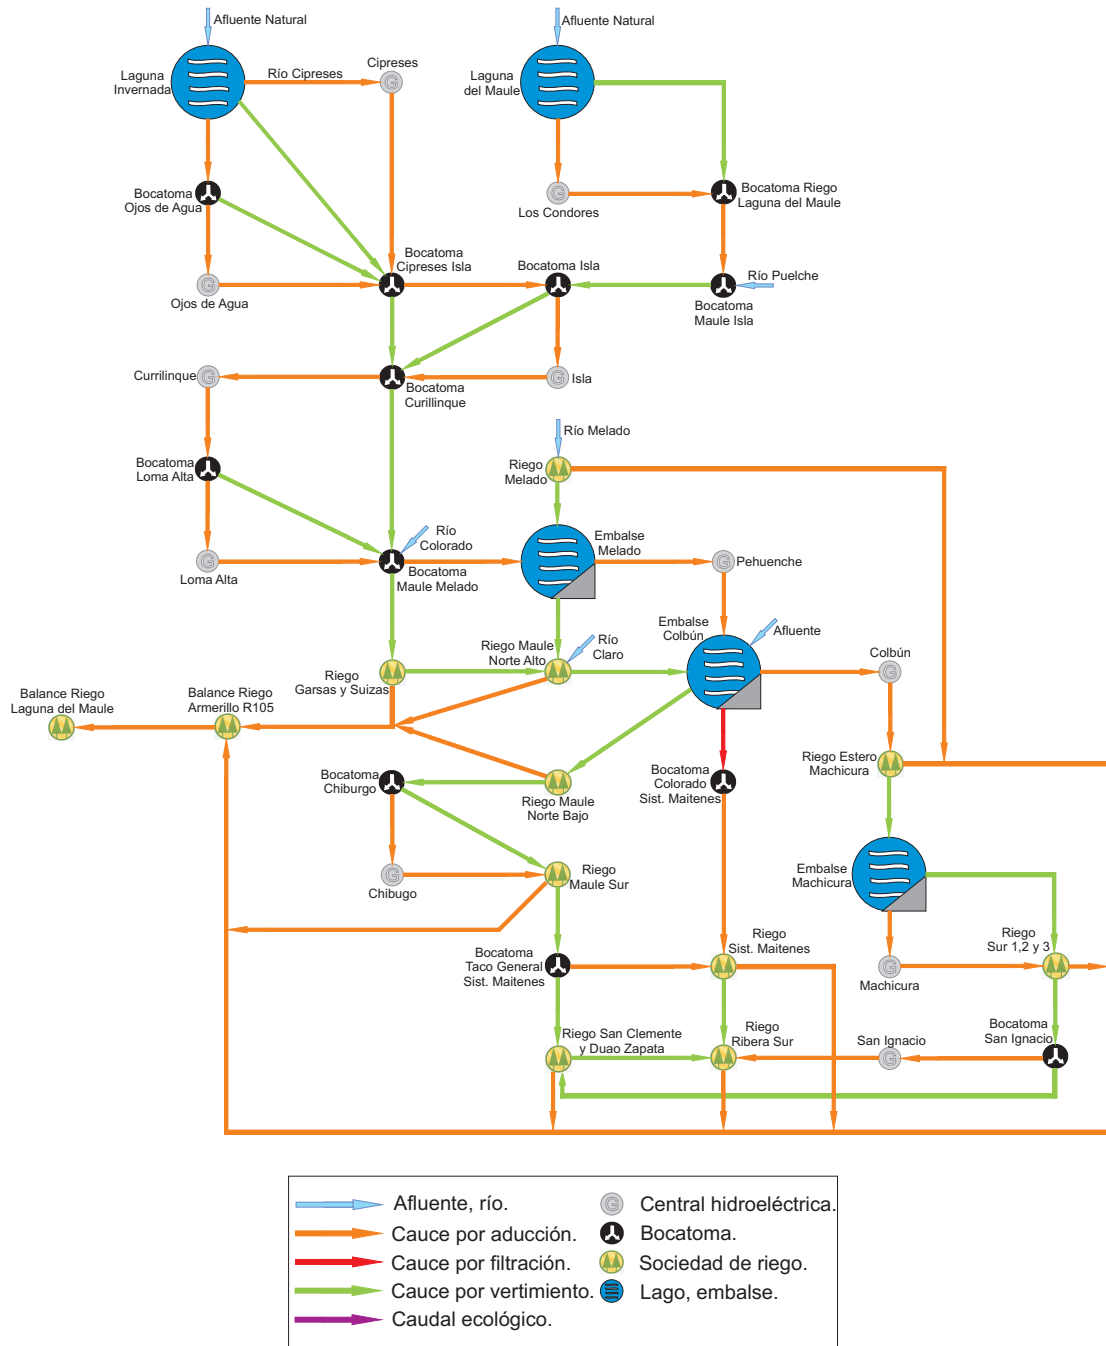 Afluente Natural
Afluente Natural
Laguna
Invernada
Río Cipreses
Cipreses
Laguna
del Maule
Bocatoma
Ojos de Agua
Los Condores
Bocatoma Riego
Laguna del Maule
Bocatoma
Cipreses Isla
Bocatoma Isla
Río Puelche
Ojos de Agua
Bocatoma
Maule Isla
Currilinque
Bocatoma
Curillinque
Isla
Río Melado
Bocatoma
Loma Alta
Riego
Melado
Río
Colorado
Embalse
Melado
Loma Alta
Bocatoma
Maule Melado
Pehuenche
Riego Maule
Norte Alto
Río
Claro
Embalse
Colbún
Afluente
Colbún
Riego
Garsas y Suizas
Balance Riego
Laguna del Maule
Balance Riego
Armerillo R105
Bocatoma
Chiburgo
Riego Maule
Norte Bajo
Bocatoma
Colorado
Sist. Maitenes
Riego Estero
Machicura
Chibugo
Riego
Maule Sur
Embalse
Machicura
Bocatoma
Taco General
Sist. Maitenes
Riego
Sist. Maitenes
Machicura
Riego
Sur 1,2 y 3
Riego San Clemente
y Duao Zapata
Riego
Ribera Sur
San Ignacio
Bocatoma
San Ignacio
Afluente, río.
Central hidroeléctrica.
Cauce por aducción.
Bocatoma.
Cauce por filtración.
Sociedad de riego.
Cauce por vertimiento.
Lago, embalse.
Caudal ecológico.